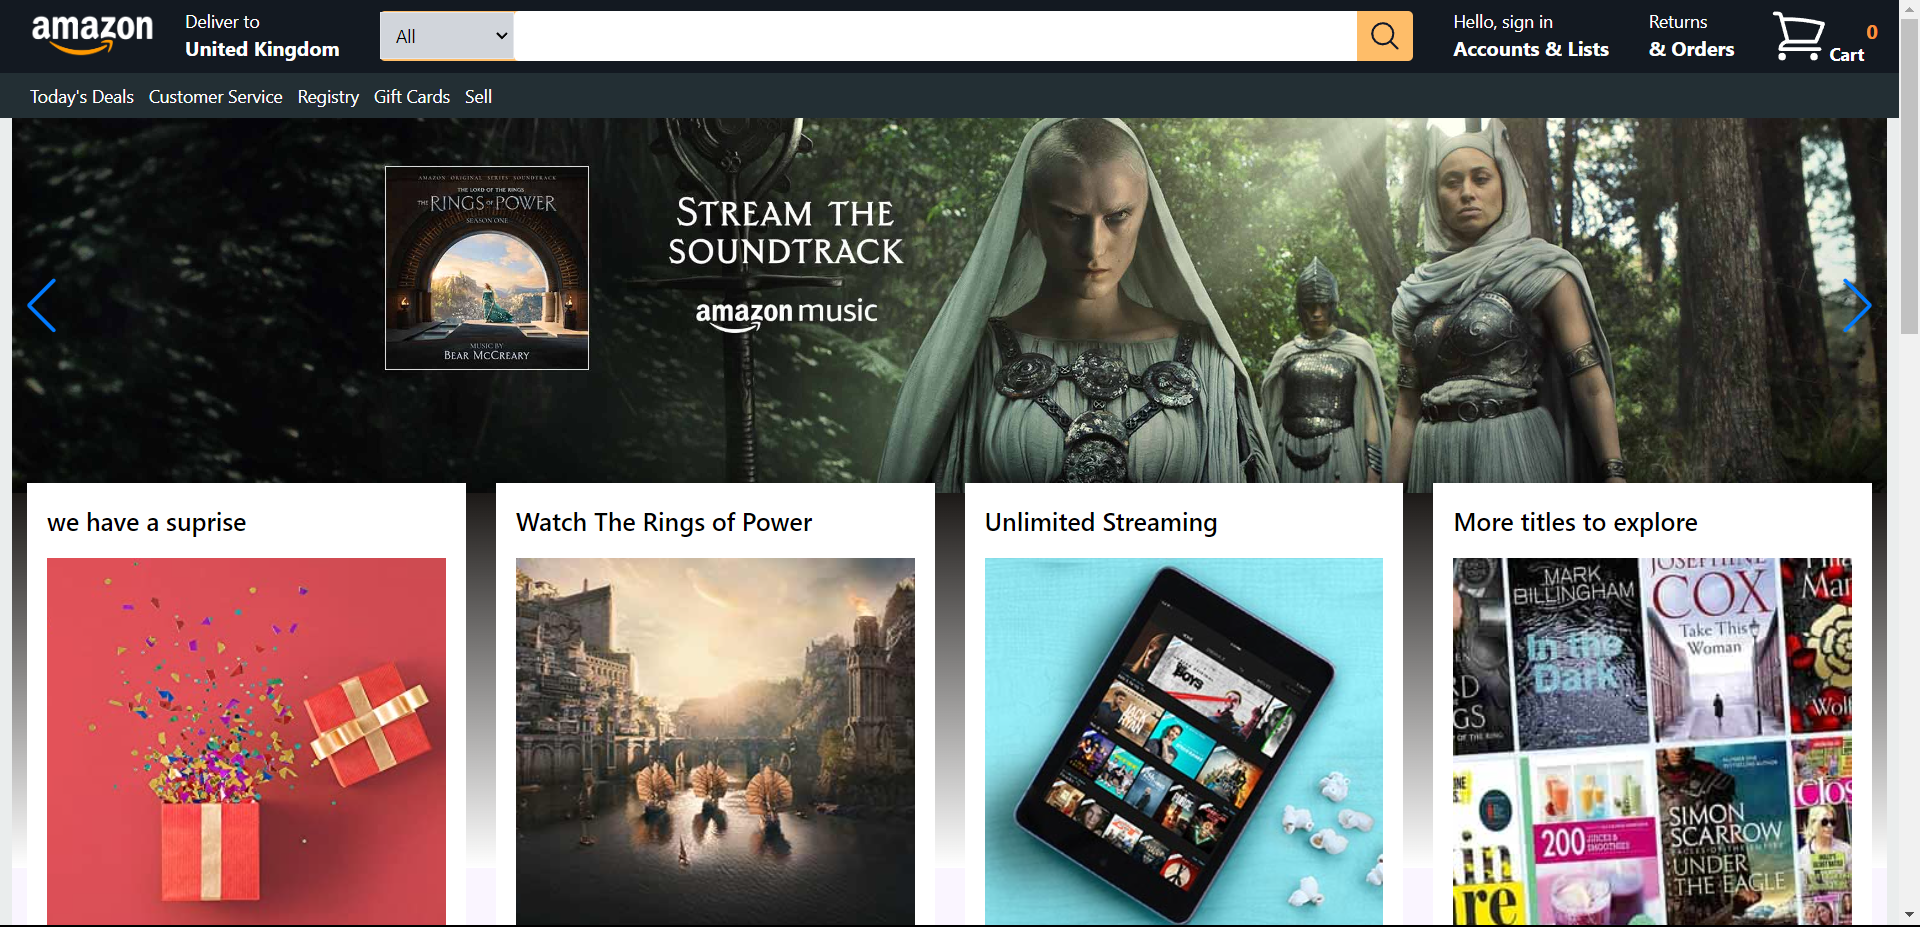 amazon
Deliver to
United Kingdom
All
Hello, sign in
Accounts & Lists
Returns
& Orders
0
Cart
Today's Deals
Customer Service
Registry
Gift Cards
Sell
AMAZON ORIGINAL SERIES SOUNDTRACK
THE LORD OF THE RINGS
THE RINGS OF POWER
SEASON ONE
MUSIC BY
BEAR MCCREARY
STREAM THE
SOUNDTRACK
amazon music
we have a suprise
Watch The Rings of Power
Unlimited Streaming
THE BOYS
JACK
RYAN
More titles to explore
MARK
BILLINGHAM
In the
Dark
JOSEPHINE
COX
Take This
Woman
200
JUICES &
SMOOTHIES
SIMON
SCARROW
UNDER
THE EAGLE